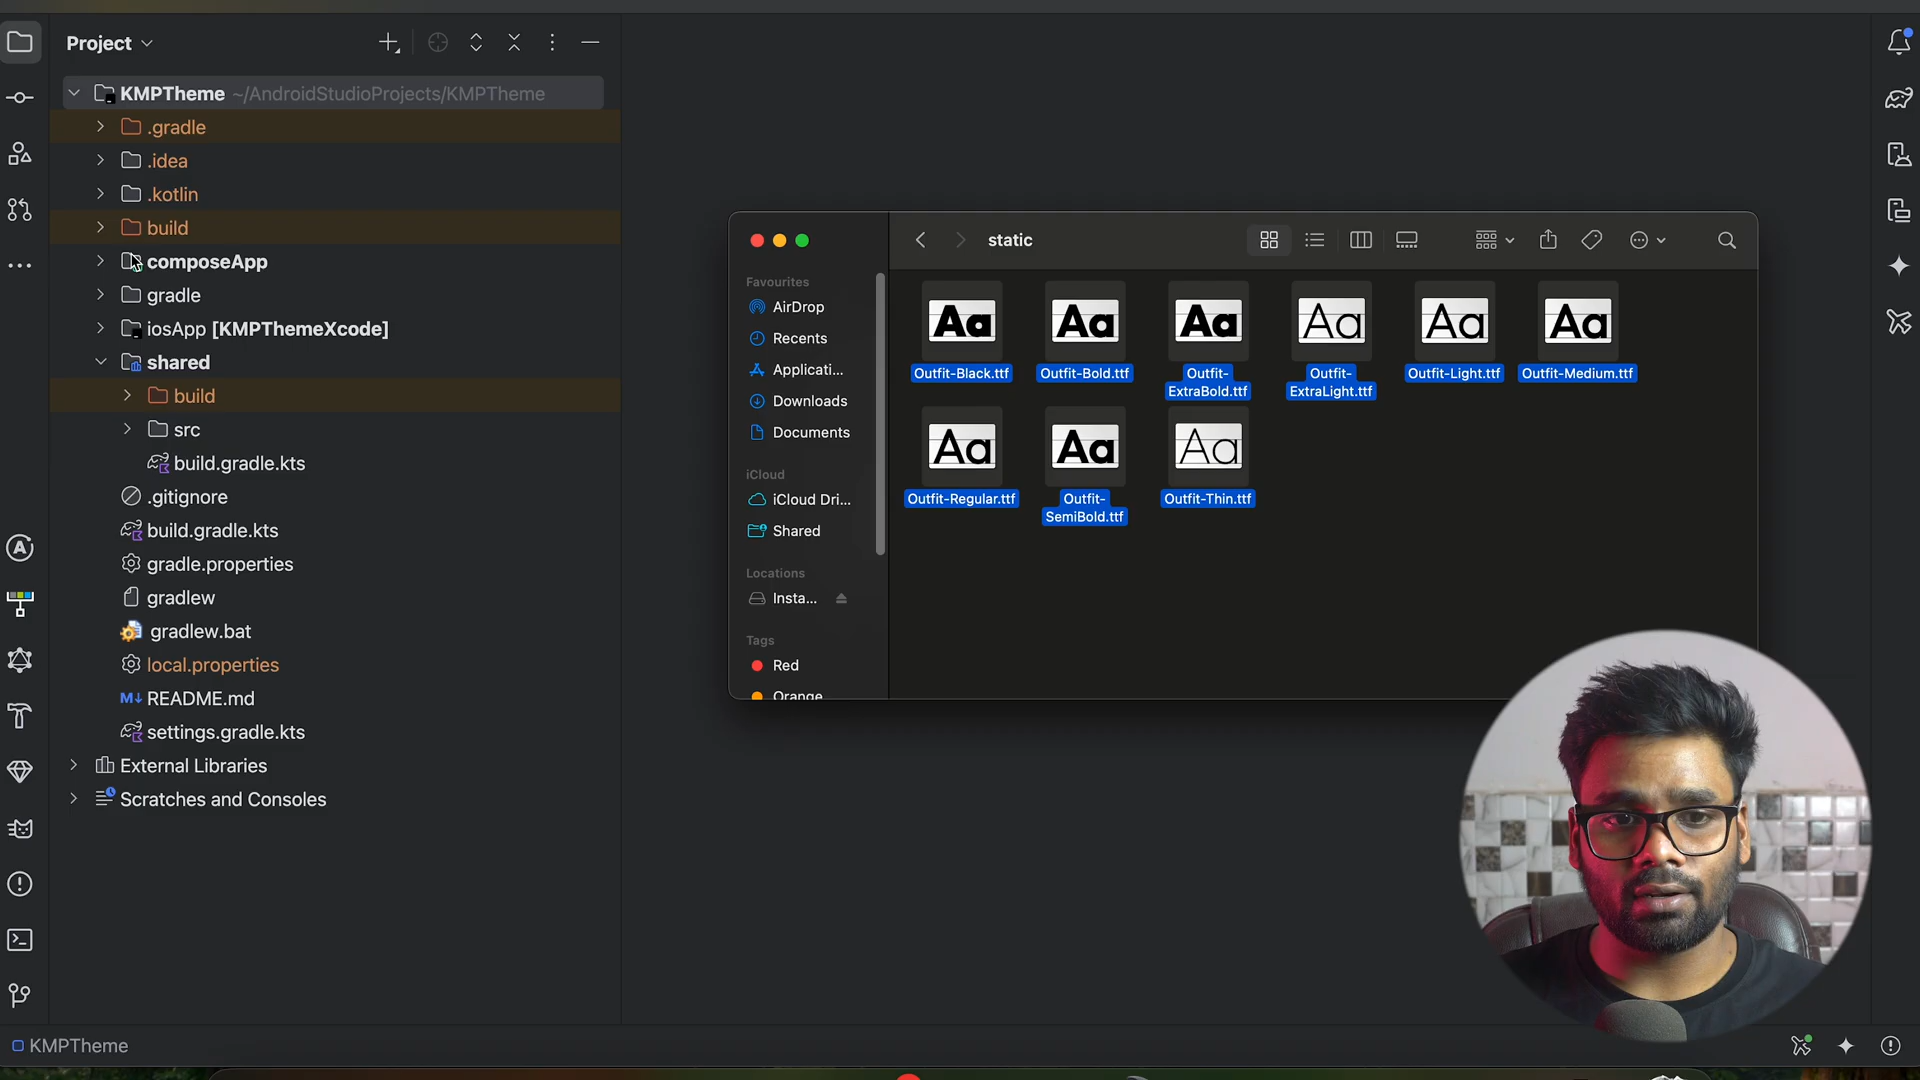 Project
KMPTheme ~/AndroidStudioProjects/KMPTheme
.gradle
.idea
.kotlin
build
composeApp
gradle
iosApp [KMPThemeXcode]
shared
build
src
build.gradle.kts
.gitignore
build.gradle.kts
gradle.properties
gradlew
gradlew.bat
local.properties
M↓ README.md
settings.gradle.kts
External Libraries
Scratches and Consoles
KMPTheme
static
Favourites
AirDrop
Recents
Applicati...
Downloads
Documents
iCloud
iCloud Dri...
Shared
Locations
Insta...
Tags
Red
Orange
Aa
Aa
Aa
Aa
Aa
Aa
Outfit-Black.ttf
Outfit-Bold.ttf
Outfit-
ExtraBold.ttf
Outfit-
ExtraLight.ttf
Outfit-Light.ttf
Outfit-Medium.ttf
Aa
Aa
Aa
Outfit-Regular.ttf
Outfit-
SemiBold.ttf
Outfit-Thin.ttf